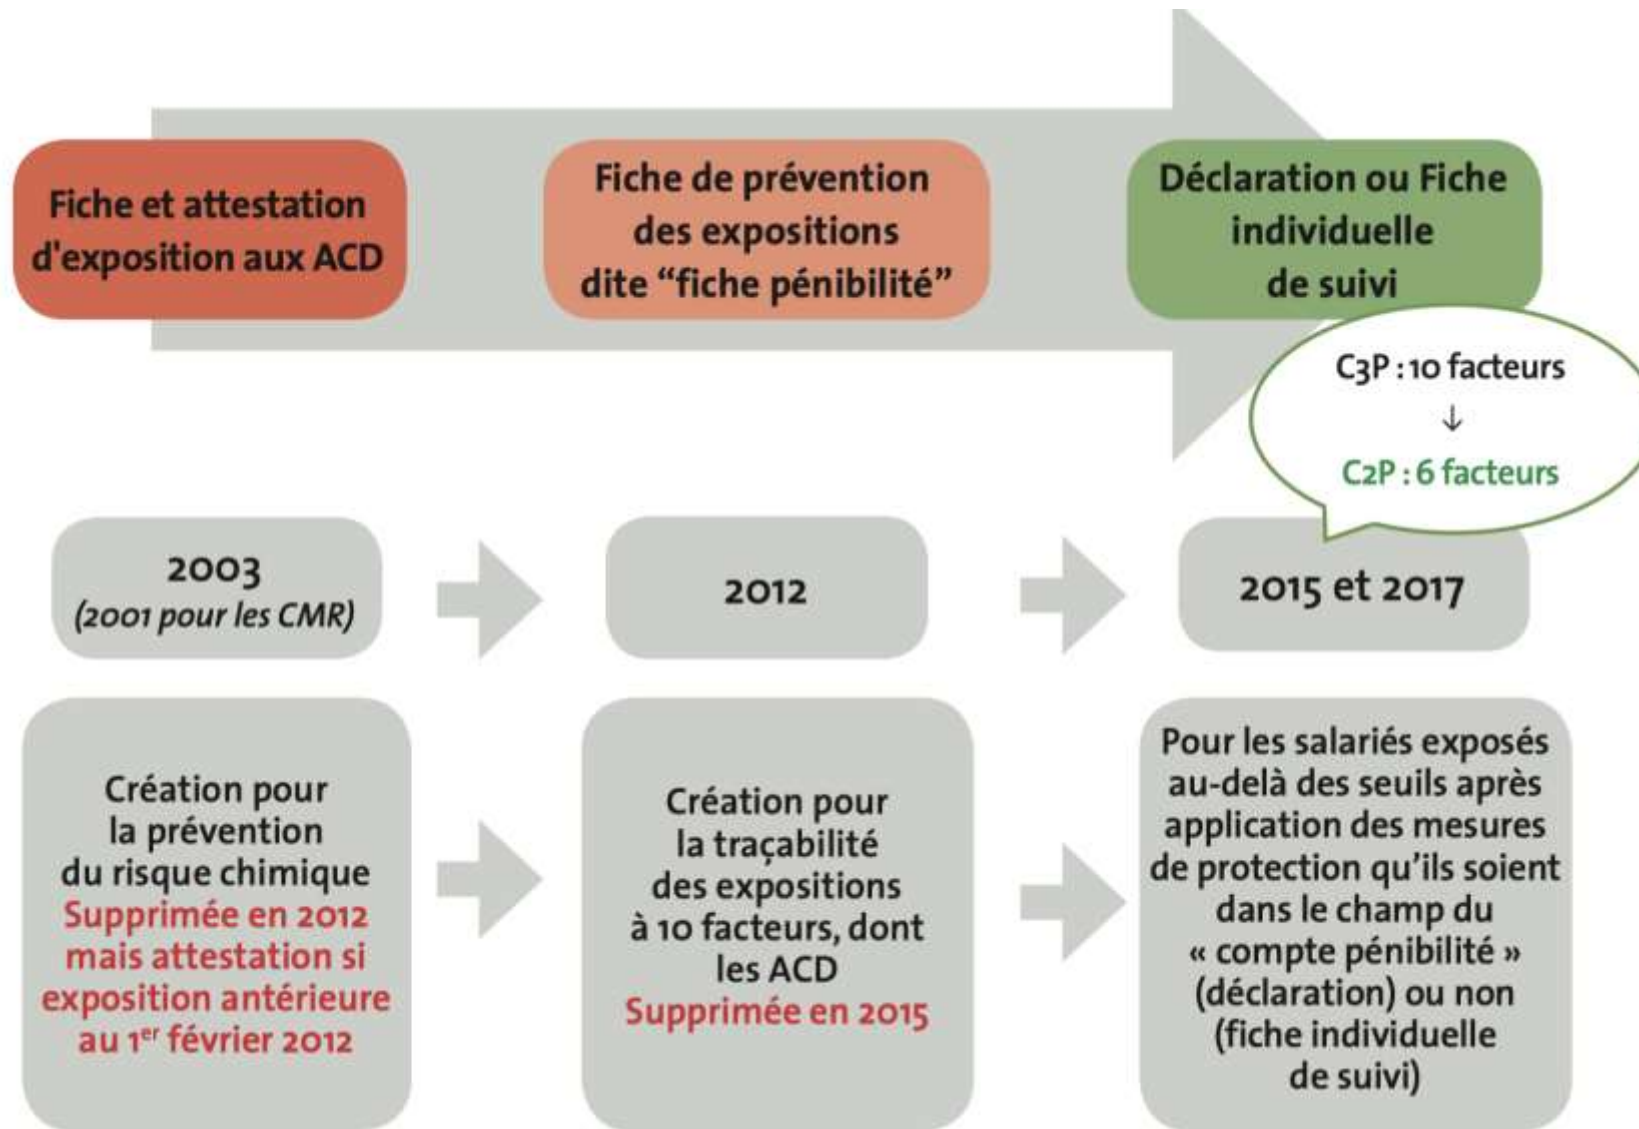 Fiche et attestation
d'exposition aux ACD
Fiche de prévention
des expositions
dite “fiche pénibilité”
Déclaration ou Fiche
individuelle
de suivi
C3P : 10 facteurs
↓
C2P : 6 facteurs
2003
(2001 pour les CMR)
2012
2015 et 2017
Création pour
la prévention
du risque chimique
Supprimée en 2012
mais attestation si
exposition antérieure
au 1er février 2012
Création pour
la traçabilité
des expositions
à 10 facteurs, dont
les ACD
Supprimée en 2015
Pour les salariés exposés
au-delà des seuils après
application des mesures
de protection qu’ils soient
dans le champ du
« compte pénibilité »
(déclaration) ou non
(fiche individuelle
de suivi)